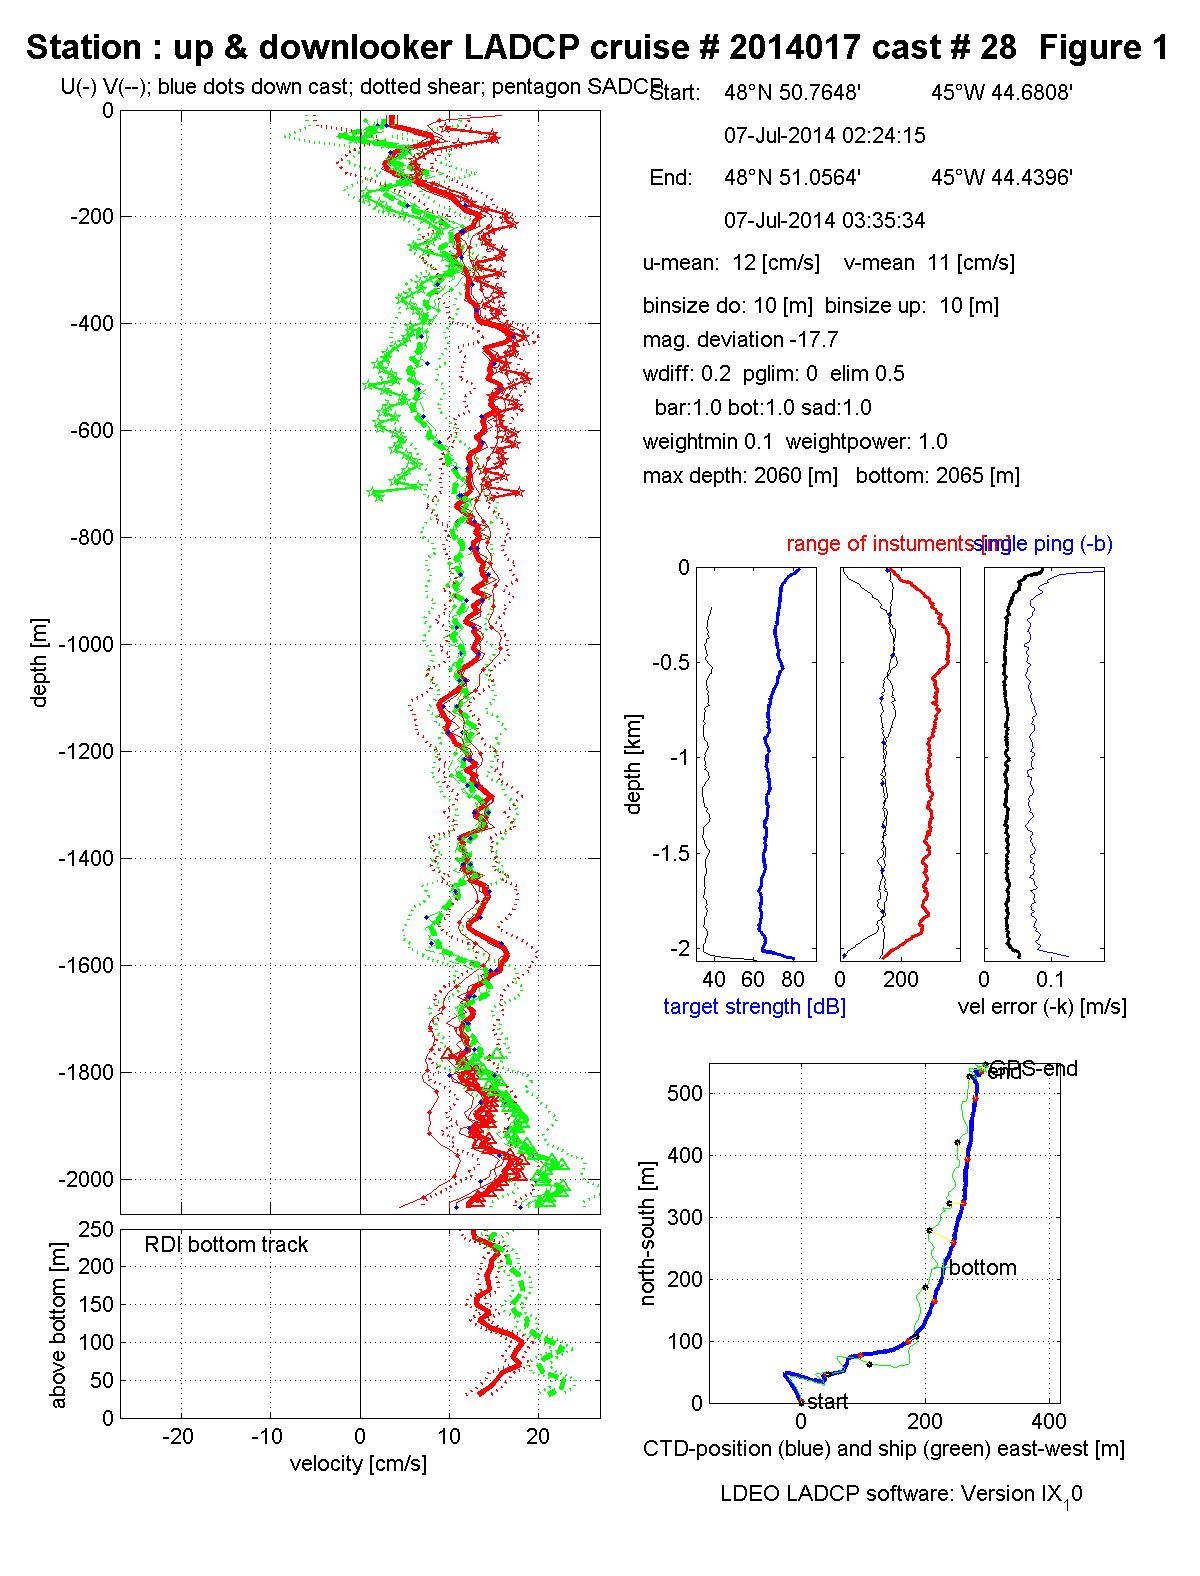 Station : up & downlooker LADCP cruise # 2014017 cast # 28  Figure 1
U(-) V(--); blue dots down cast; dotted shear; pentagon SADCP
Start: 48°N 50.7648' 45°W 44.6808'
07-Jul-2014 02:24:15
End: 48°N 51.0564' 45°W 44.4396'
07-Jul-2014 03:35:34
u-mean: 12 [cm/s] v-mean 11 [cm/s]
binsize do: 10 [m] binsize up: 10 [m]
mag. deviation -17.7
wdiff: 0.2 pglim: 0 elim 0.5
bar:1.0 bot:1.0 sad:1.0
weightmin 0.1 weightpower: 1.0
max depth: 2060 [m] bottom: 2065 [m]
0
-200
-400
-600
-800
-1000
-1200
-1400
-1600
-1800
-2000
depth [m]
RDI bottom track
250
200
150
100
50
0
above bottom [m]
-20 -10 0 10 20
velocity [cm/s]
range of instuments [m]
single ping (-b)
0
-0.5
-1
-1.5
-2
depth [km]
40 60 80
target strength [dB]
0 200
0 0.1
vel error (-k) [m/s]
GPS-end
end
bottom
start
500
400
300
200
100
0
north-south [m]
0 200 400
CTD-position (blue) and ship (green) east-west [m]
LDEO LADCP software: Version IX10